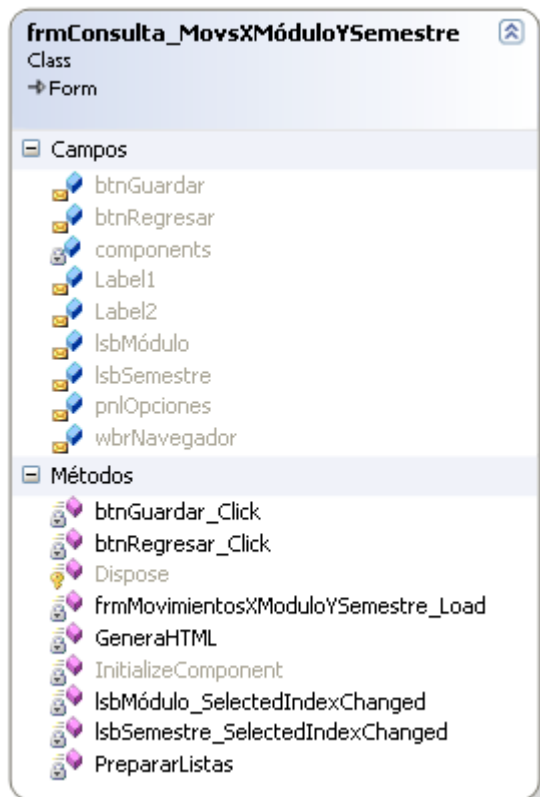 frmConsulta_MovsXMóduloYSemestre
Class
Form
Campos
btnGuardar
btnRegresar
components
Label1
Label2
lsbMódulo
lsbSemestre
pnlOpciones
wbrNavegador
Métodos
btnGuardar_Click
btnRegresar_Click
Dispose
frmMovimientosXModuloYSemestre_Load
GeneraHTML
InitializeComponent
lsbMódulo_SelectedIndexChanged
lsbSemestre_SelectedIndexChanged
PrepararListas